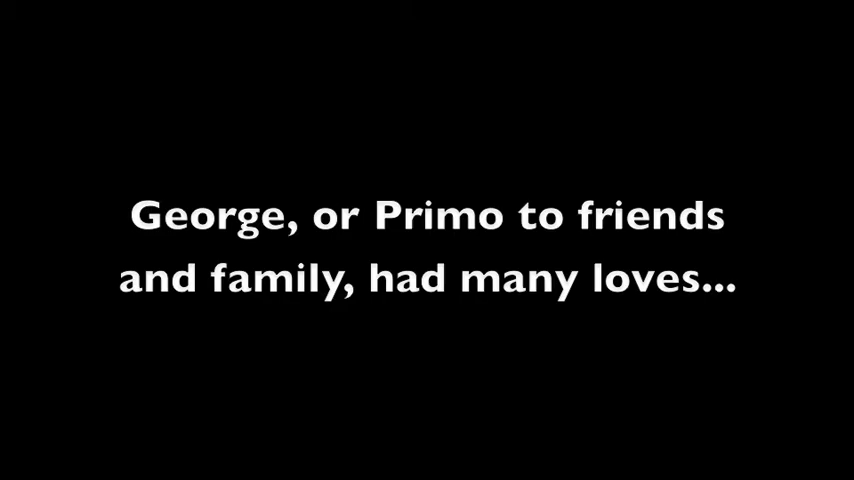 George, or Primo to friends
and family, had many loves...